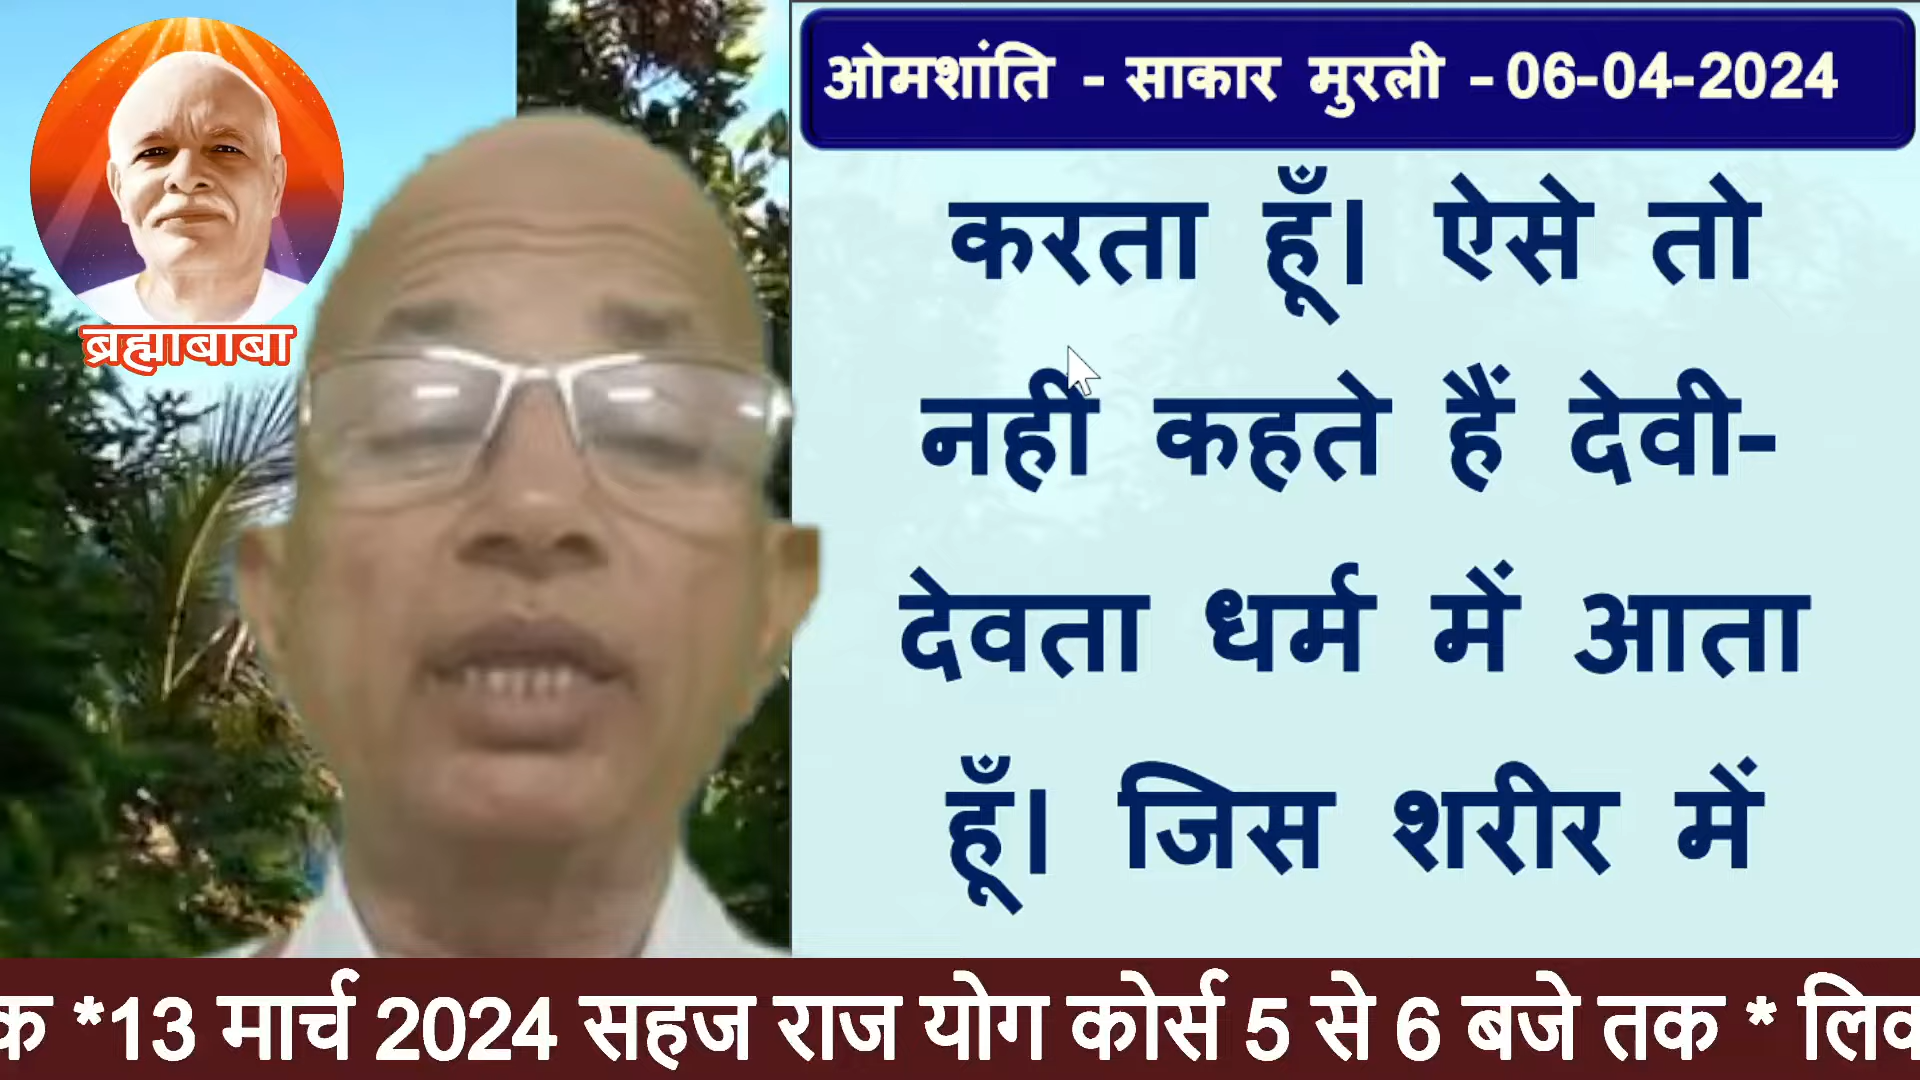 ओमशांति - साकार मुरली - 06-04-2024
करता हूँ। ऐसे तो
नहीं कहते हैं देवी-
देवता धर्म में आता
हूँ। जिस शरीर में
ब्रह्माबाबा
*13 मार्च 2024 सहज राज योग कोर्स 5 से 6 बजे तक *